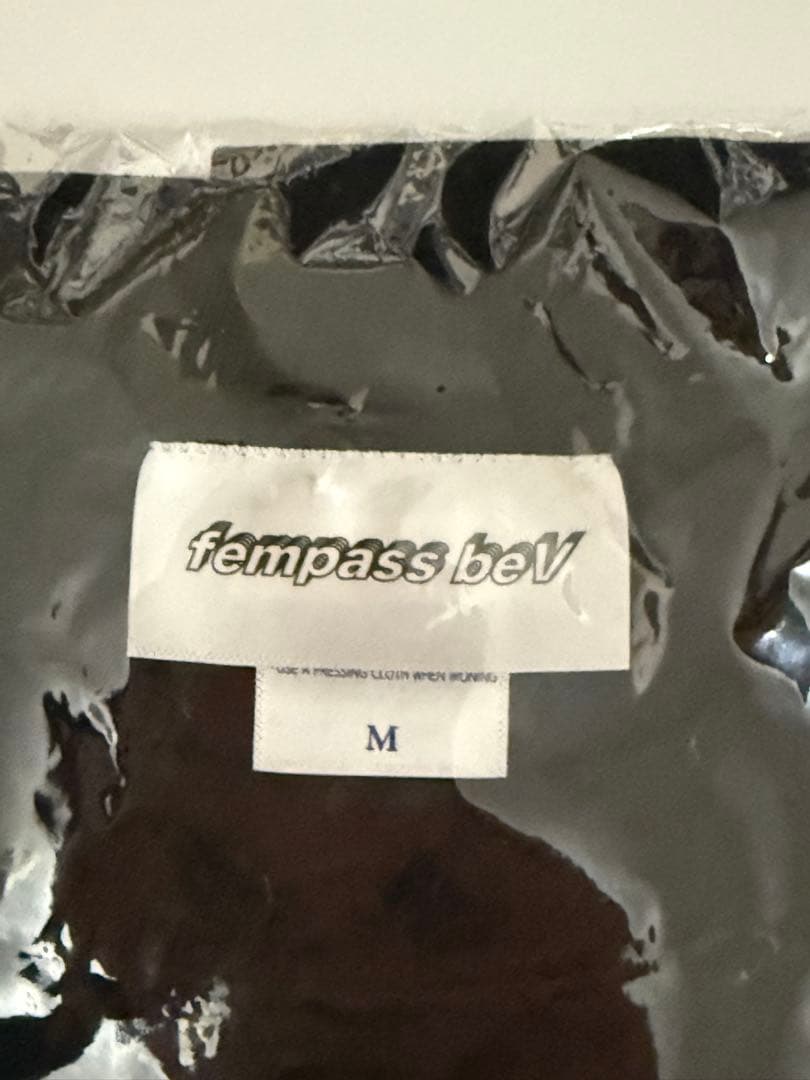 fempass beV
USE A PRESSING CLOTH WHEN IRONING
M